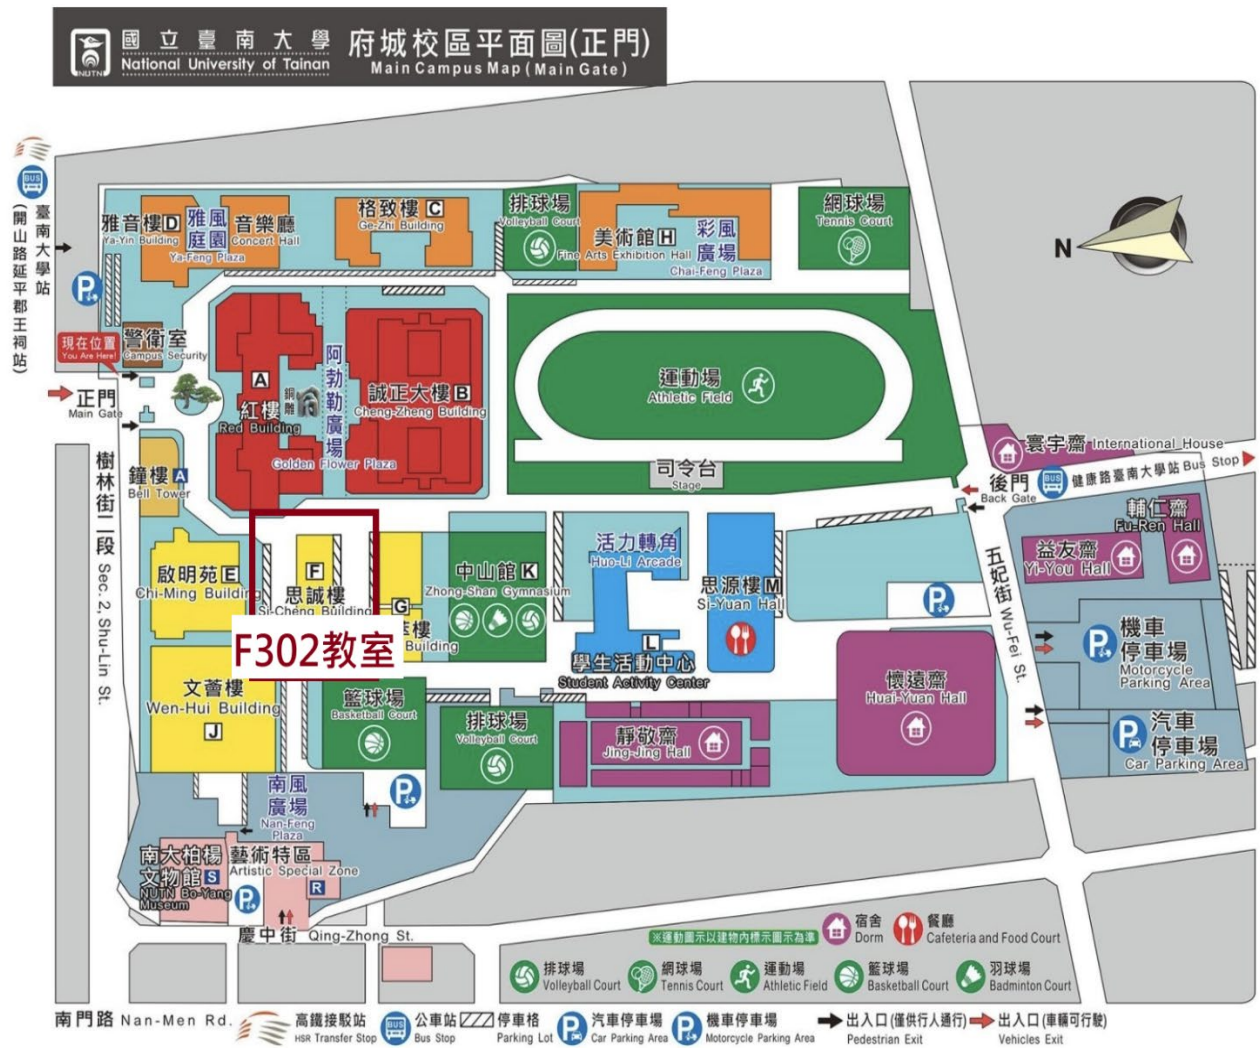 國立臺南大學
National University of Tainan
NUTN
府城校區平面圖(正門)
Main Campus Map (Main Gate)
BUS
臺南大學站
(開山路延平郡王祠站)
雅音樓 D
Ya-Yin Building
雅風庭園
Ya-Feng Plaza
音樂廳
Concert Hall
格致樓 C
Ge-Zhi Building
排球場
Volleyball Court
美術館 H
Fine Arts Exhibition Hall
彩風廣場
Chai-Feng Plaza
網球場
Tennis Court
N
P
警衛室
Campus Security
現在位置
You Are Here!
正門
Main Gate
A
紅樓
Red Building
銅雕
阿勃勒廣場
Golden Flower Plaza
誠正大樓 B
Cheng-Zheng Building
運動場
Athletic Field
司令台
Stage
寰宇齋 International House
後門
Back Gate
BUS
健康路臺南大學站 Bus Stop
鐘樓 A
Bell Tower
樹林街二段 Sec. 2, Shu-Lin St.
啟明苑 E
Chi-Ming Building
F
思誠樓
Si-Cheng Building
F302教室
G
樓
Building
中山館 K
Zhong-Shan Gymnasium
活力轉角
Huo-Li Arcade
L
學生活動中心
Student Activity Center
思源樓 M
Si-Yuan Hall
P
五妃街 Wu-Fei St.
輔仁齋
Fu-Ren Hall
益友齋
Yi-You Hall
P
機車停車場
Motorcycle Parking Area
P
汽車停車場
Car Parking Area
文薈樓
Wen-Hui Building
J
籃球場
Basketball Court
排球場
Volleyball Court
靜敬齋
Jing-Jing Hall
懷遠齋
Huai-Yuan Hall
P
南風廣場
Nan-Feng Plaza
南大柏楊文物館 S
NUTN Bo-Yang Museum
藝術特區
Artistic Special Zone
R
P
慶中街 Qing-Zhong St.
南門路 Nan-Men Rd.
※運動圖示以建物內標示圖示為準
宿舍
Dorm
餐廳
Cafeteria and Food Court
排球場
Volleyball Court
網球場
Tennis Court
運動場
Athletic Field
籃球場
Basketball Court
羽球場
Badminton Court
高鐵接駁站
HSR Transfer Stop
BUS
公車站
Bus Stop
停車格
Parking Lot
P
汽車停車場
Car Parking Area
P
機車停車場
Motorcycle Parking Area
出入口(僅供行人通行)
Pedestrian Exit
出入口(車輛可行駛)
Vehicles Exit